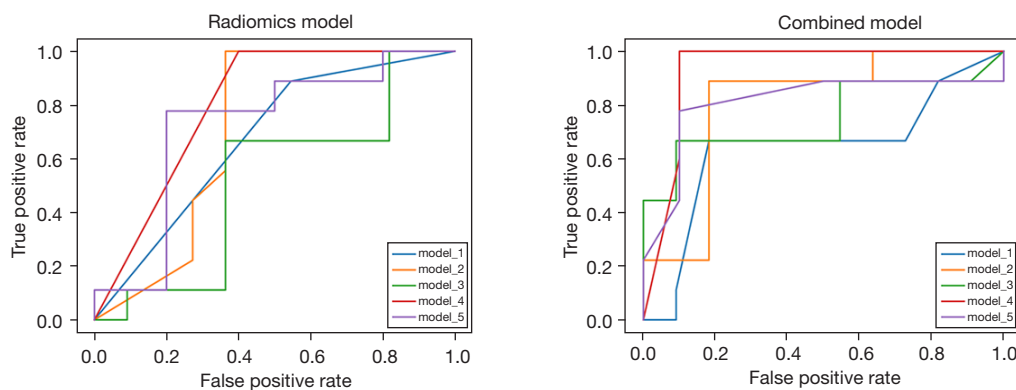 Radiomics model
True positive rate
1.0
0.8
0.6
0.4
0.2
0.0
model_1
model_2
model_3
model_4
model_5
0.0 0.2 0.4 0.6 0.8 1.0
False positive rate
Combined model
True positive rate
1.0
0.8
0.6
0.4
0.2
0.0
model_1
model_2
model_3
model_4
model_5
0.0 0.2 0.4 0.6 0.8 1.0
False positive rate